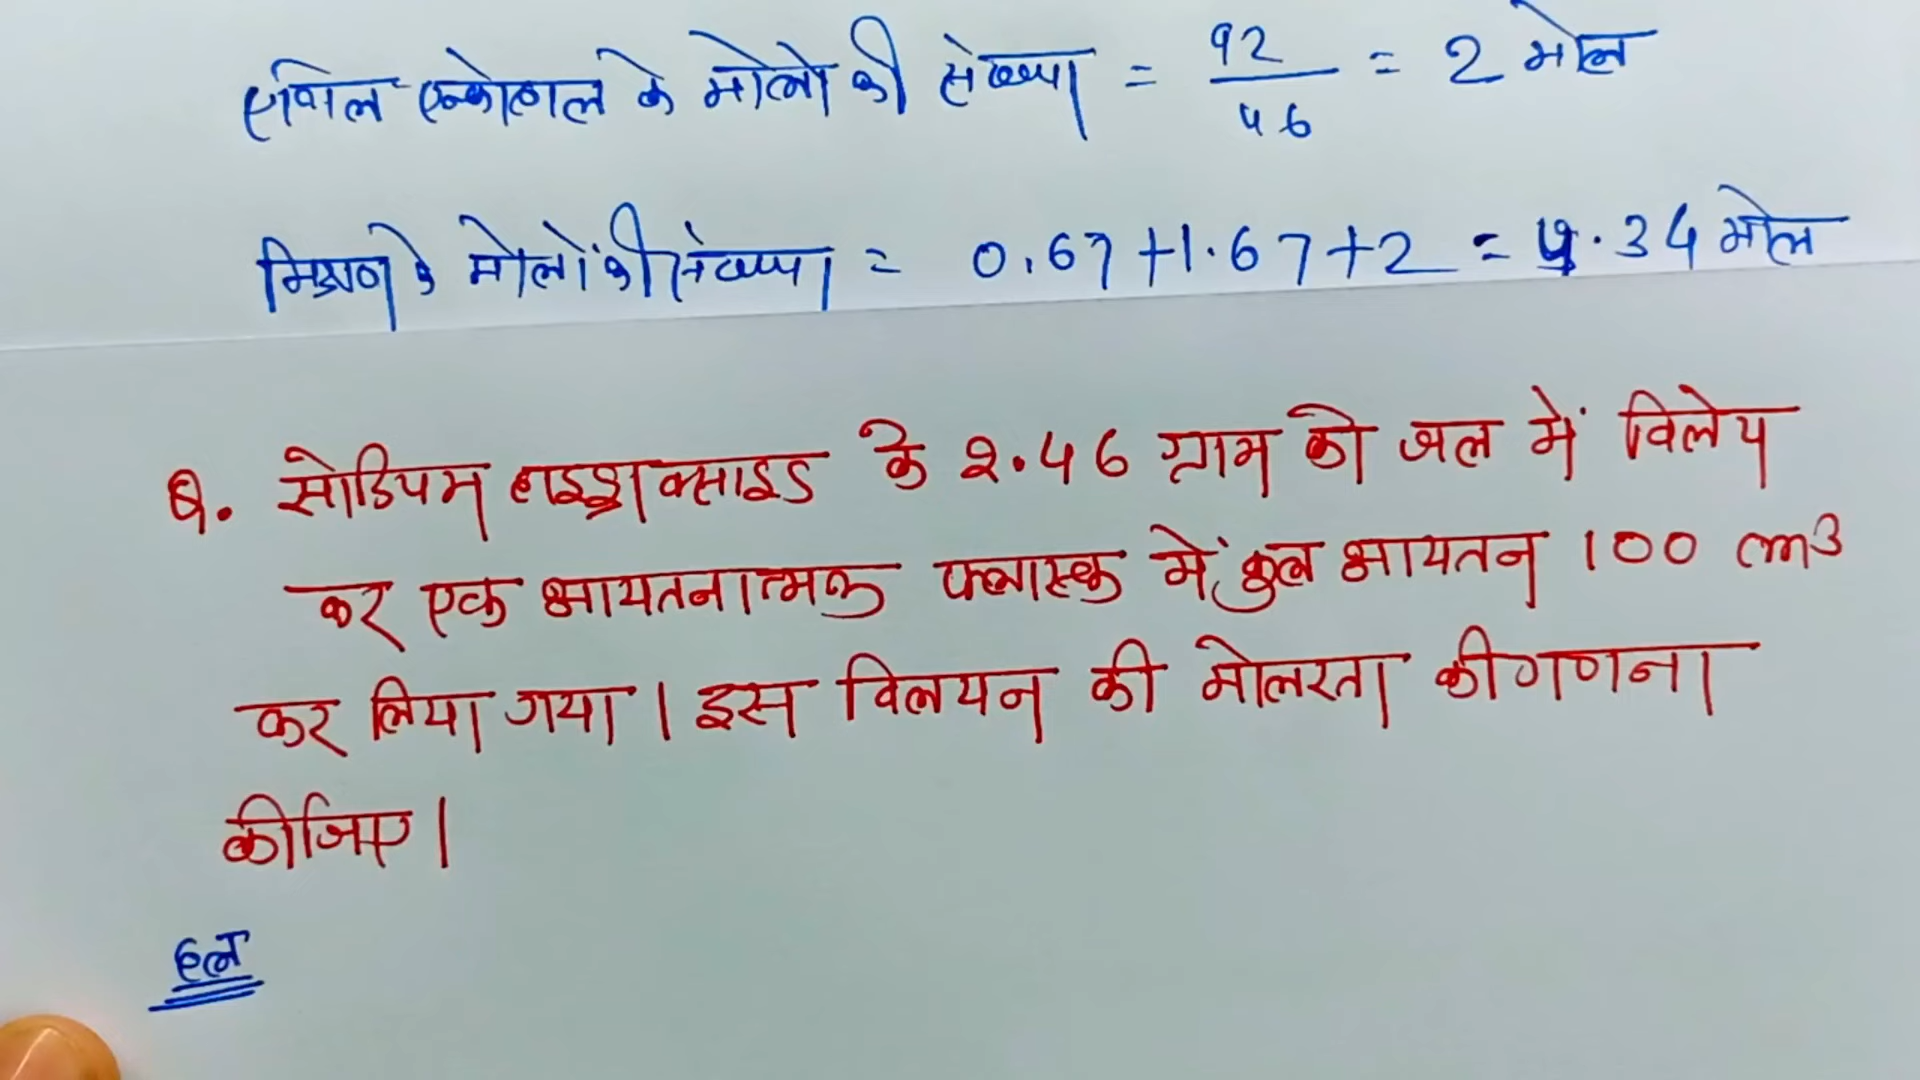 एथिल एल्कोहाल के मोलो की संख्या = 92/46 = 2 मोल
मिश्रण के मोलों की संख्या = 0.67+1.67+2 = 4.34 मोल
Q. सोडियम हाइड्राक्साइड के 2.46 ग्राम को जल में विलेय
कर एक आयतनात्मक फ्लास्क में कुल आयतन 100 cm3
कर लिया गया। इस विलयन की मोलरता की गणना
कीजिए।
हल